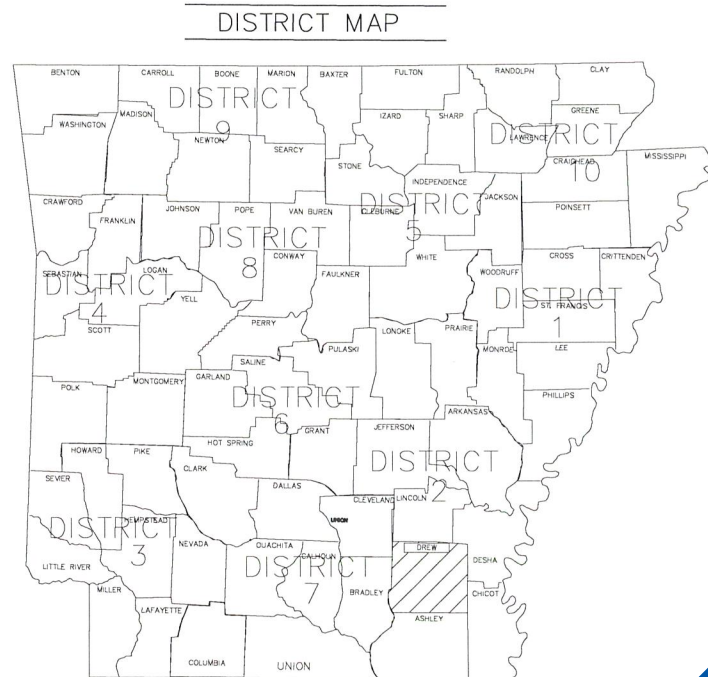 DISTRICT MAP
BENTON CARROLL BOONE MARION BAXTER FULTON RANDOLPH CLAY
DISTRICT 9
MADISON
WASHINGTON
NEWTON
SEARCY
IZARD SHARP
GREENE
LAWRENCE
DISTRICT 10
CRAIGHEAD
MISSISSIPPI
STONE
INDEPENDENCE
JACKSON
POINSETT
CRAWFORD
FRANKLIN
JOHNSON POPE VAN BUREN CLEBURNE
DISTRICT 5
DISTRICT 8
CONWAY
FAULKNER
WHITE
WOODRUFF
CROSS CRITTENDEN
SEBASTIAN
LOGAN
DISTRICT 4
YELL
SCOTT
ST. FRANCIS
DISTRICT 1
PERRY
PULASKI
LONOKE
PRAIRIE
MONROE
LEE
SALINE
POLK
MONTGOMERY
GARLAND
DISTRICT 6
PHILLIPS
ARKANSAS
HOT SPRING
GRANT
JEFFERSON
DISTRICT 2
HOWARD PIKE
CLARK
SEVIER
DALLAS
CLEVELAND
LINCOLN
UNION
HEMPSTEAD
DISTRICT 3
NEVADA
OUACHITA
CALHOUN
DISTRICT 7
DREW
DESHA
LITTLE RIVER
MILLER
LAFAYETTE
BRADLEY
CHICOT
ASHLEY
COLUMBIA
UNION